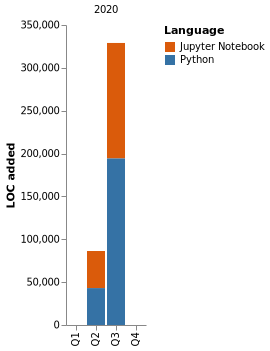 2020
Language
Jupyter Notebook
Python
LOC added
350,000
300,000
250,000
200,000
150,000
100,000
50,000
0
Q1
Q2
Q3
Q4